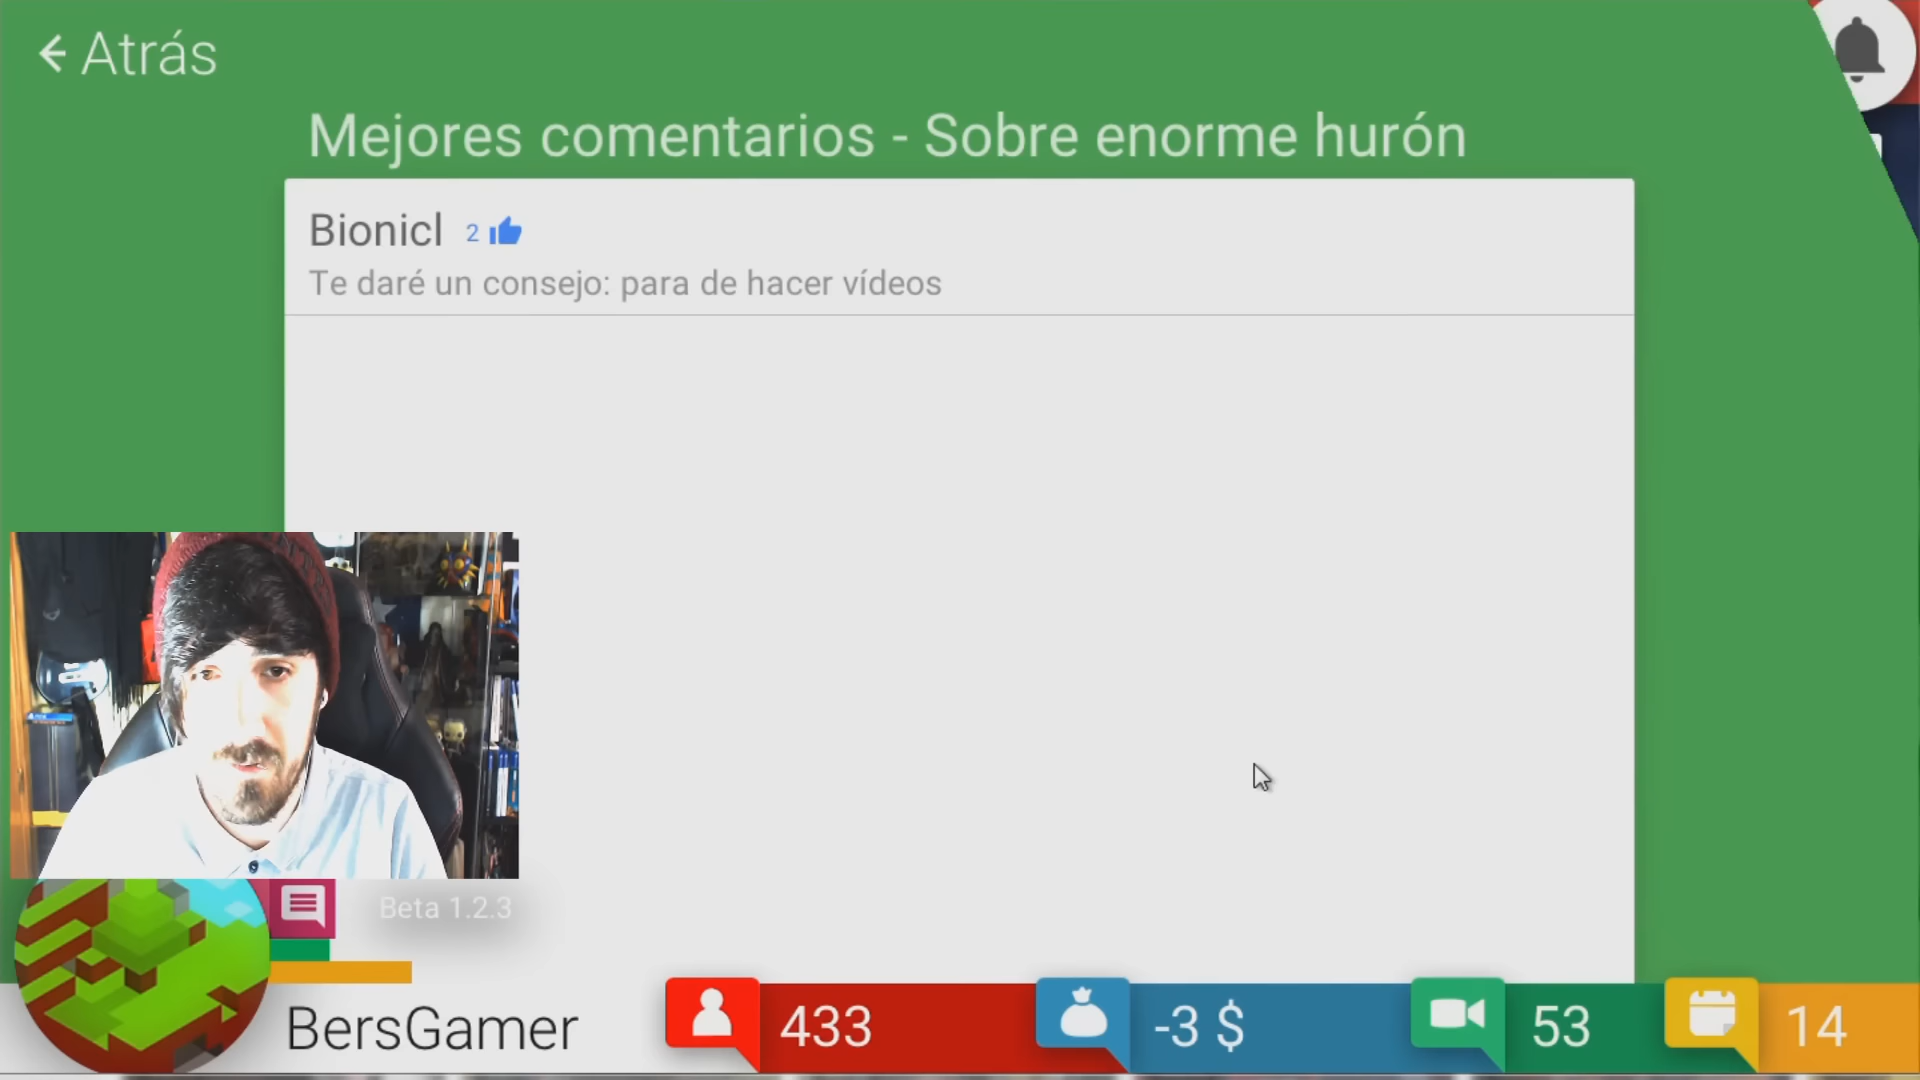 Atrás
Mejores comentarios - Sobre enorme hurón
Bionicl 2
Te daré un consejo: para de hacer vídeos
Beta 1.2.3
BersGamer
433
-3 $
53
14